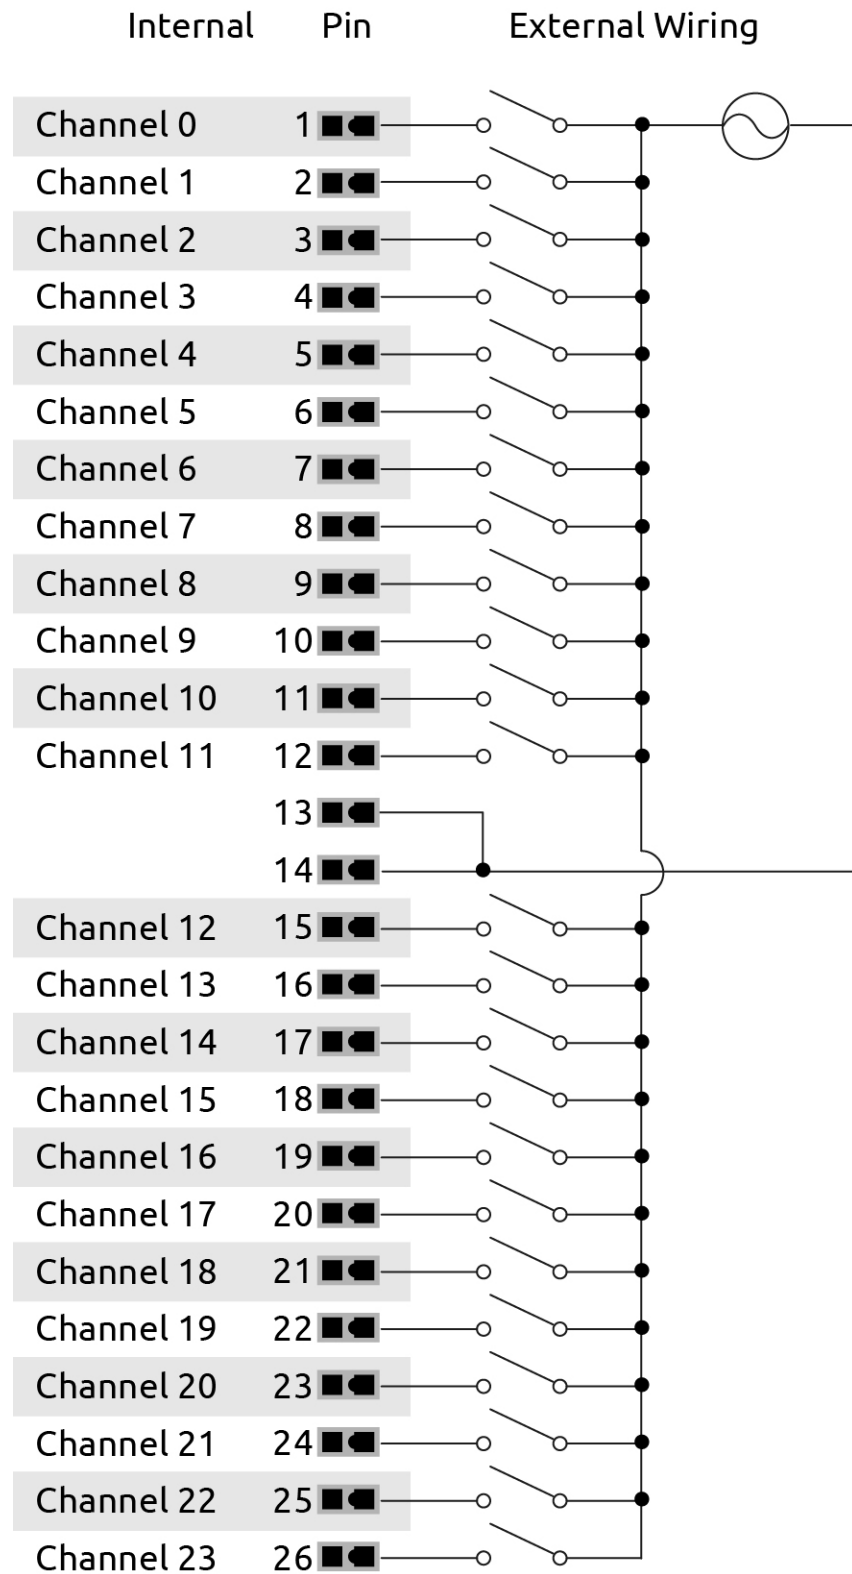 Internal Pin External Wiring
Channel 0 1
Channel 1 2
Channel 2 3
Channel 3 4
Channel 4 5
Channel 5 6
Channel 6 7
Channel 7 8
Channel 8 9
Channel 9 10
Channel 10 11
Channel 11 12
13
14
Channel 12 15
Channel 13 16
Channel 14 17
Channel 15 18
Channel 16 19
Channel 17 20
Channel 18 21
Channel 19 22
Channel 20 23
Channel 21 24
Channel 22 25
Channel 23 26